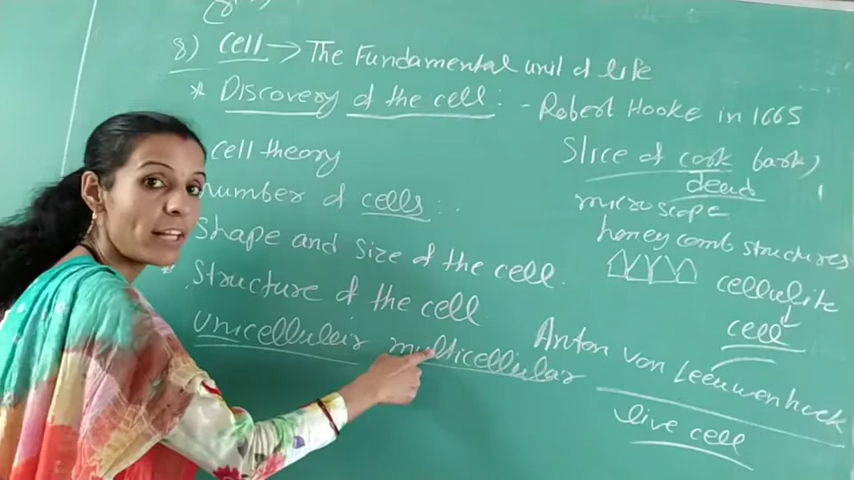 8) Cell → The Fundamental unit of life
* Discovery of the cell : - Robert Hooke in 1665
Slice of cork bark)
dead
microscope
honey comb structures
cellulite
cell
cell theory
number of cells :.
Shape and size of the cell.
Structure of the cell
Unicellular multicellular
Anton von Leeuwenhoek
live cell